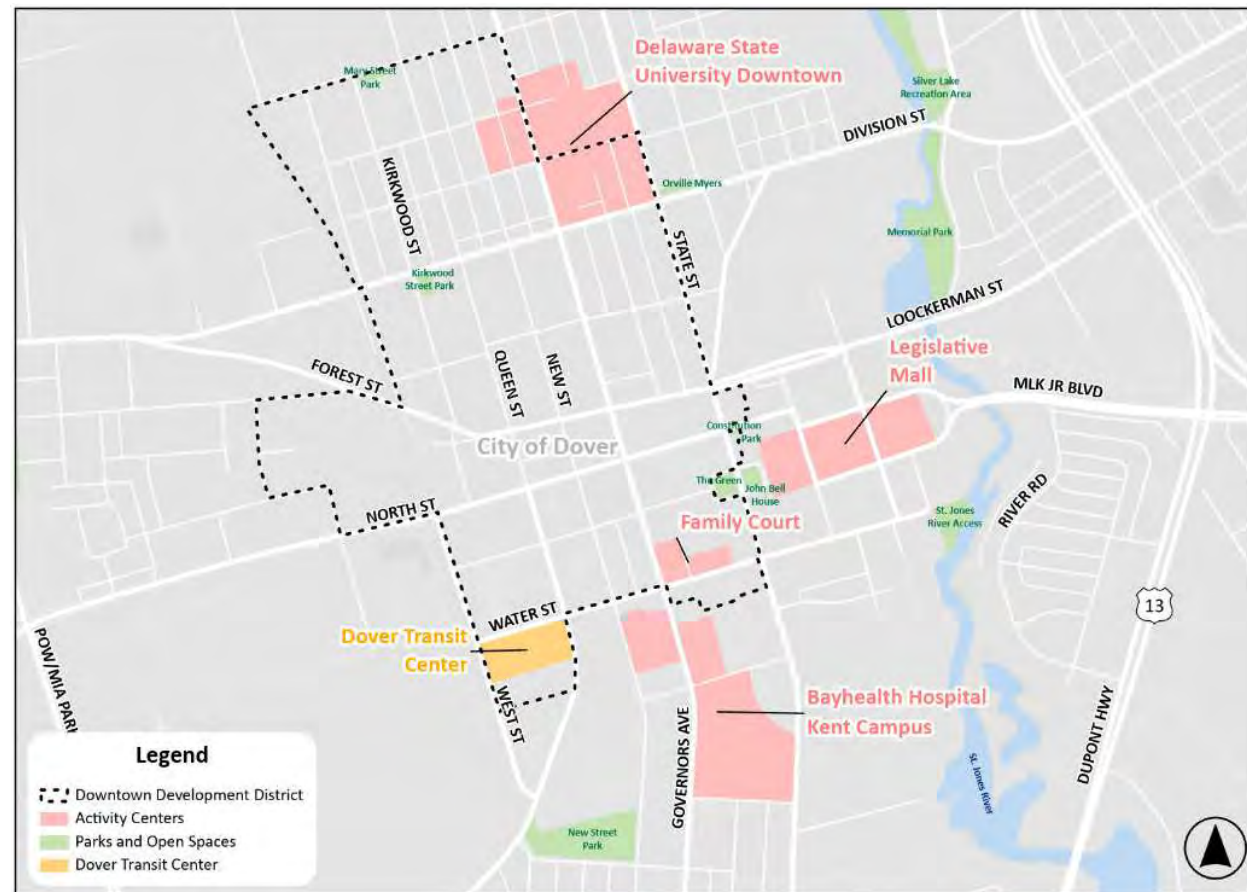 Delaware State
University Downtown
Mary Street
Park
Silver Lake
Recreation Area
DIVISION ST
KIRKWOOD ST
Orville Myers
STATE ST
Memorial Park
Kirkwood
Street Park
LOOCKERMAN ST
Legislative
Mall
FOREST ST
QUEEN ST
NEW ST
MLK JR BLVD
City of Dover
Constitution
Park
The Green
John Bell
House
NORTH ST
Family Court
St. Jones
River Access
RIVER RD
13
WATER ST
Dover Transit
Center
POW/MIA PARK
WEST ST
Bayhealth Hospital
Kent Campus
GOVERNORS AVE
DUPONT HWY
St. Jones River
New Street
Park
Legend
Downtown Development District
Activity Centers
Parks and Open Spaces
Dover Transit Center